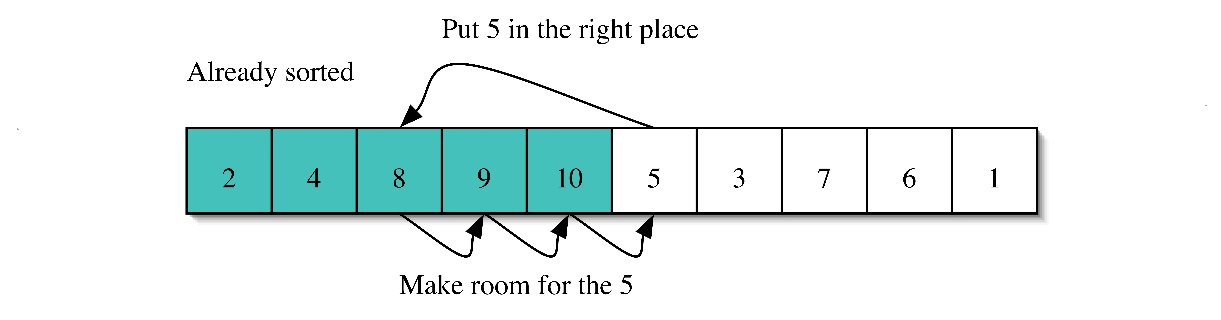 Put 5 in the right place
Already sorted
2 4 8 9 10 5 3 7 6 1
Make room for the 5